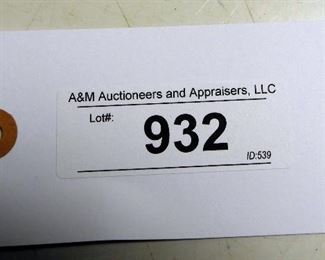 A&M Auctioneers and Appraisers, LLC
Lot#:
932
ID:539